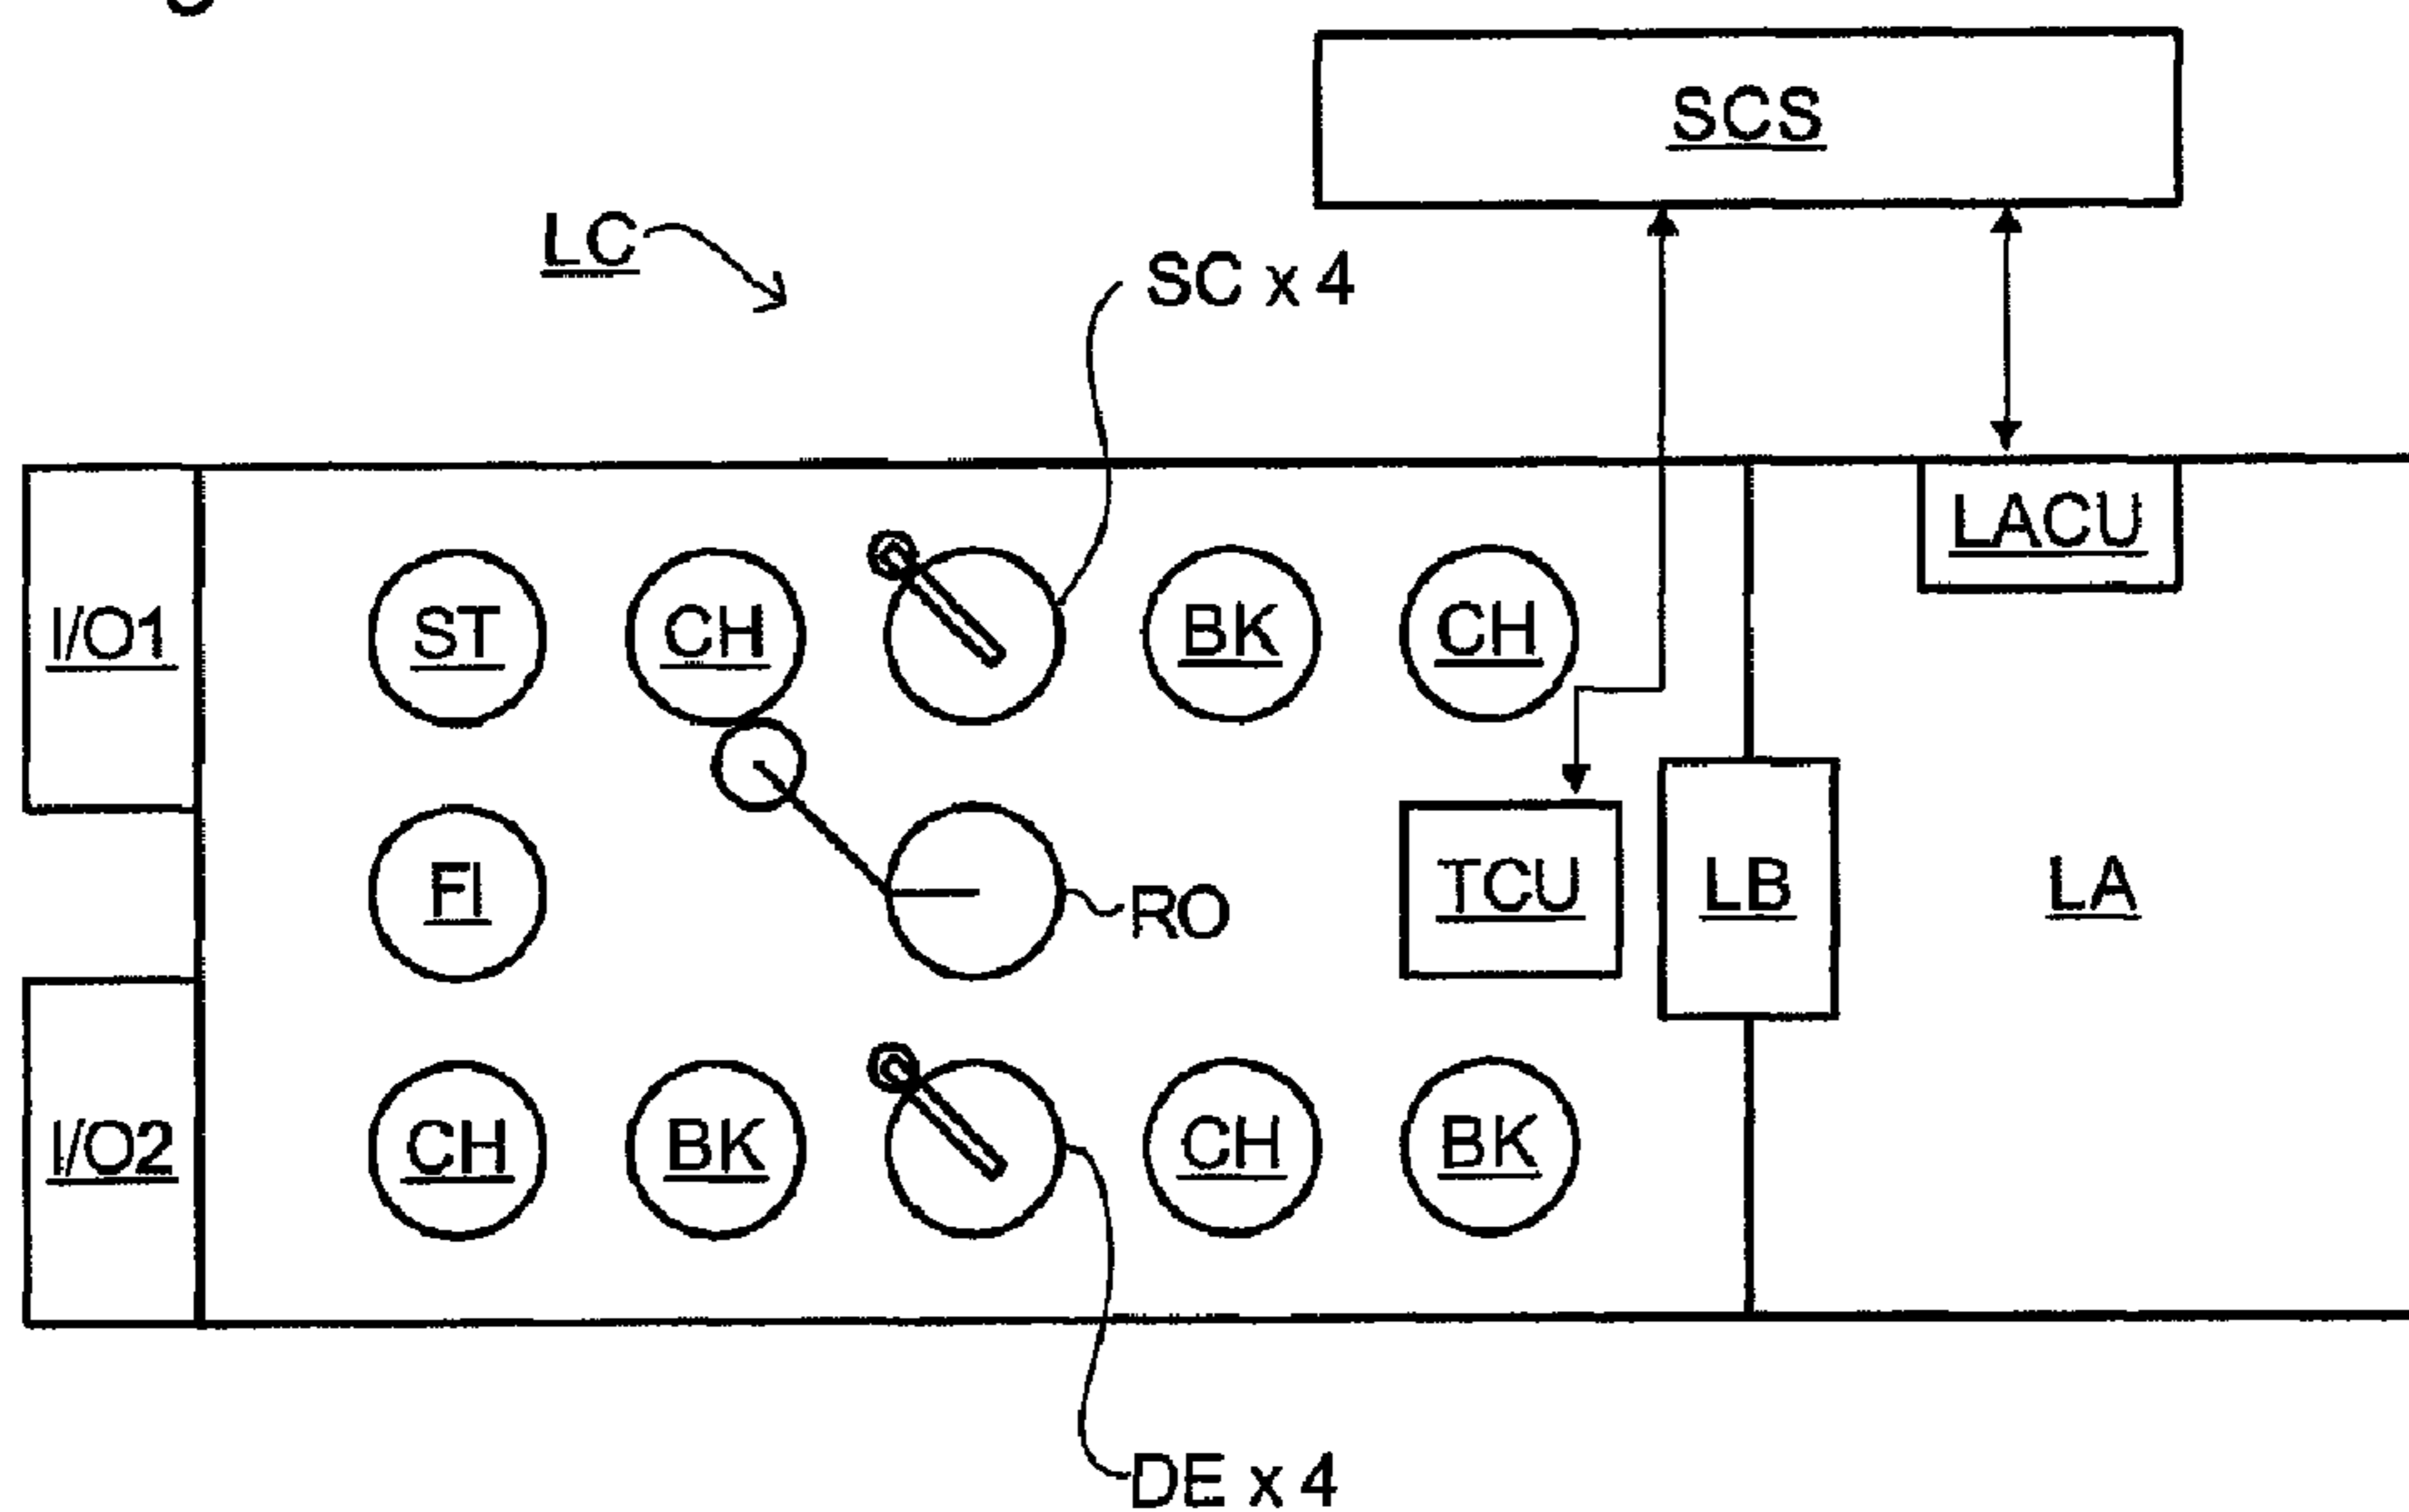 SCS
LC
SC x 4
LACU
I/O1
ST
CH
BK
CH
FI
RO
TCU
LB
LA
I/O2
CH
BK
CH
BK
DE x 4